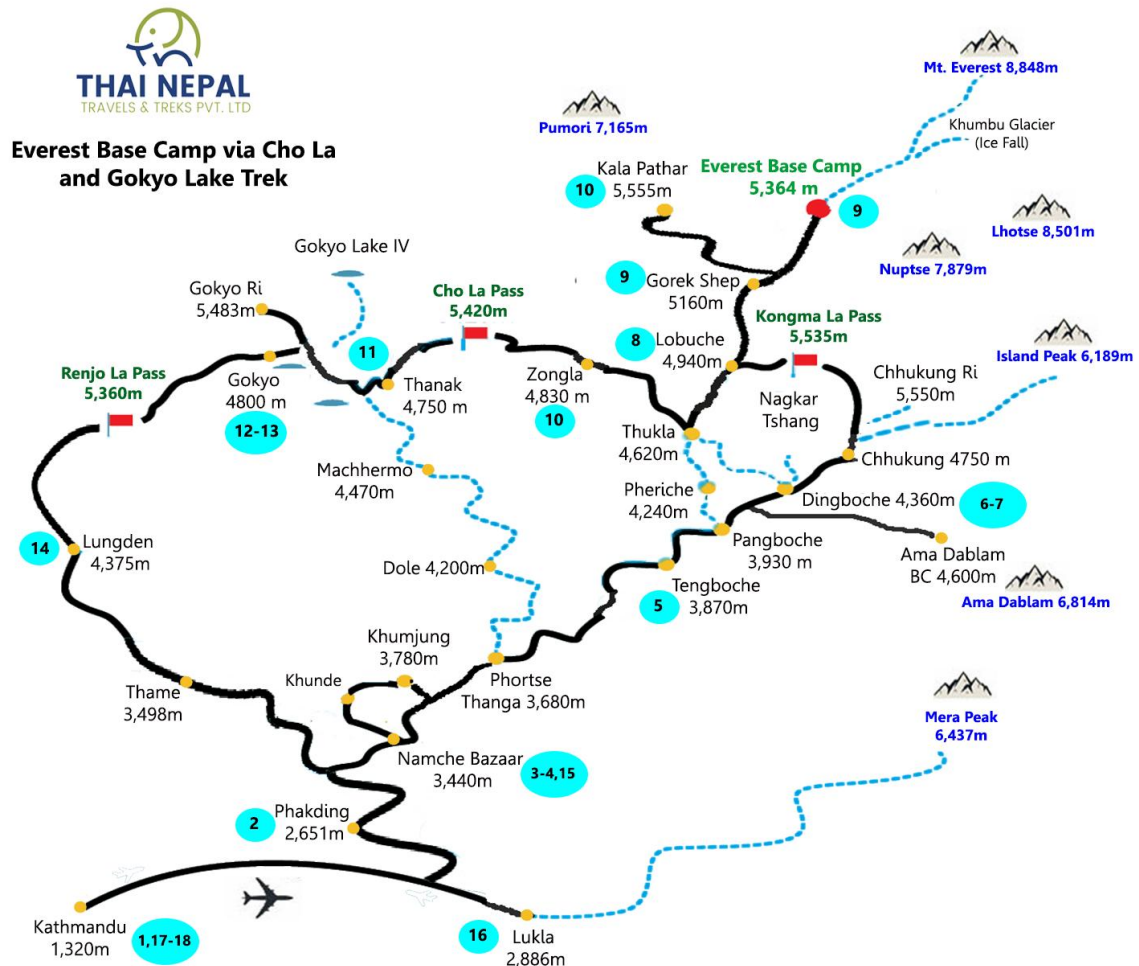 THAI NEPAL
TRAVELS & TREKS PVT. LTD
Everest Base Camp via Cho La
and Gokyo Lake Trek
Mt. Everest 8,848m
Khumbu Glacier
(Ice Fall)
Pumori 7,165m
Kala Pathar
5,555m
10
Everest Base Camp
5,364 m
9
Lhotse 8,501m
Nuptse 7,879m
Gokyo Lake IV
Gokyo Ri
5,483m
Cho La Pass
5,420m
9
Gorek Shep
5160m
Kongma La Pass
5,535m
Island Peak 6,189m
8
Lobuche
4,940m
11
Renjo La Pass
5,360m
Gokyo
4800 m
12-13
Thanak
4,750 m
Zongla
4,830 m
10
Nagkar
Tshang
Chhukung Ri
5,550m
Thukla
4,620m
Chhukung 4750 m
Machhermo
4,470m
Pheriche
4,240m
Dingboche 4,360m
6-7
14
Lungden
4,375m
Pangboche
3,930 m
Ama Dablam
BC 4,600m
Ama Dablam 6,814m
Dole 4,200m
Tengboche
3,870m
5
Khumjung
3,780m
Khunde
Phortse
Thanga 3,680m
Thame
3,498m
Mera Peak
6,437m
Namche Bazaar
3,440m
3-4,15
2
Phakding
2,651m
Kathmandu
1,320m
1,17-18
16
Lukla
2,886m